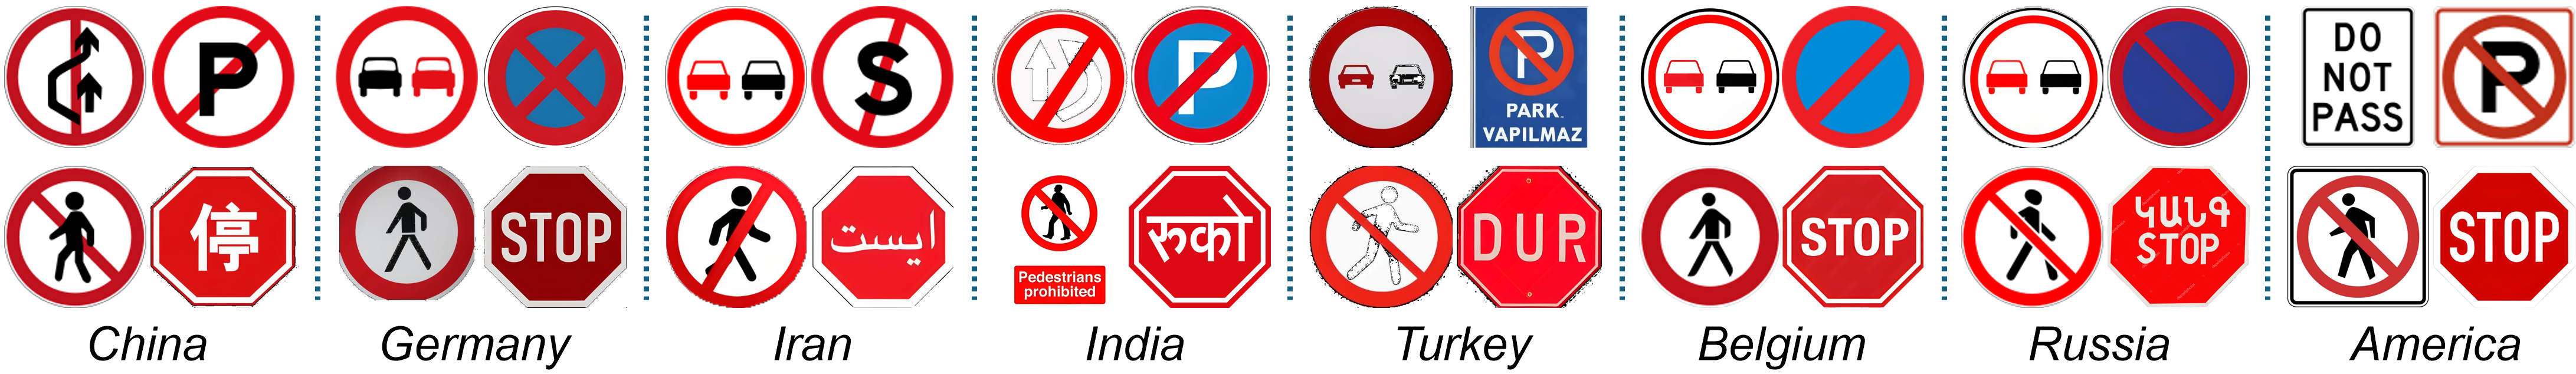 P
S
P
P
PARK
YAPILMAZ
DO
NOT
PASS
P
停
STOP
ایست
Pedestrians
prohibited
रुको
DUR
STOP
ԿԱՆԳ
STOP
STOP
China
Germany
Iran
India
Turkey
Belgium
Russia
America